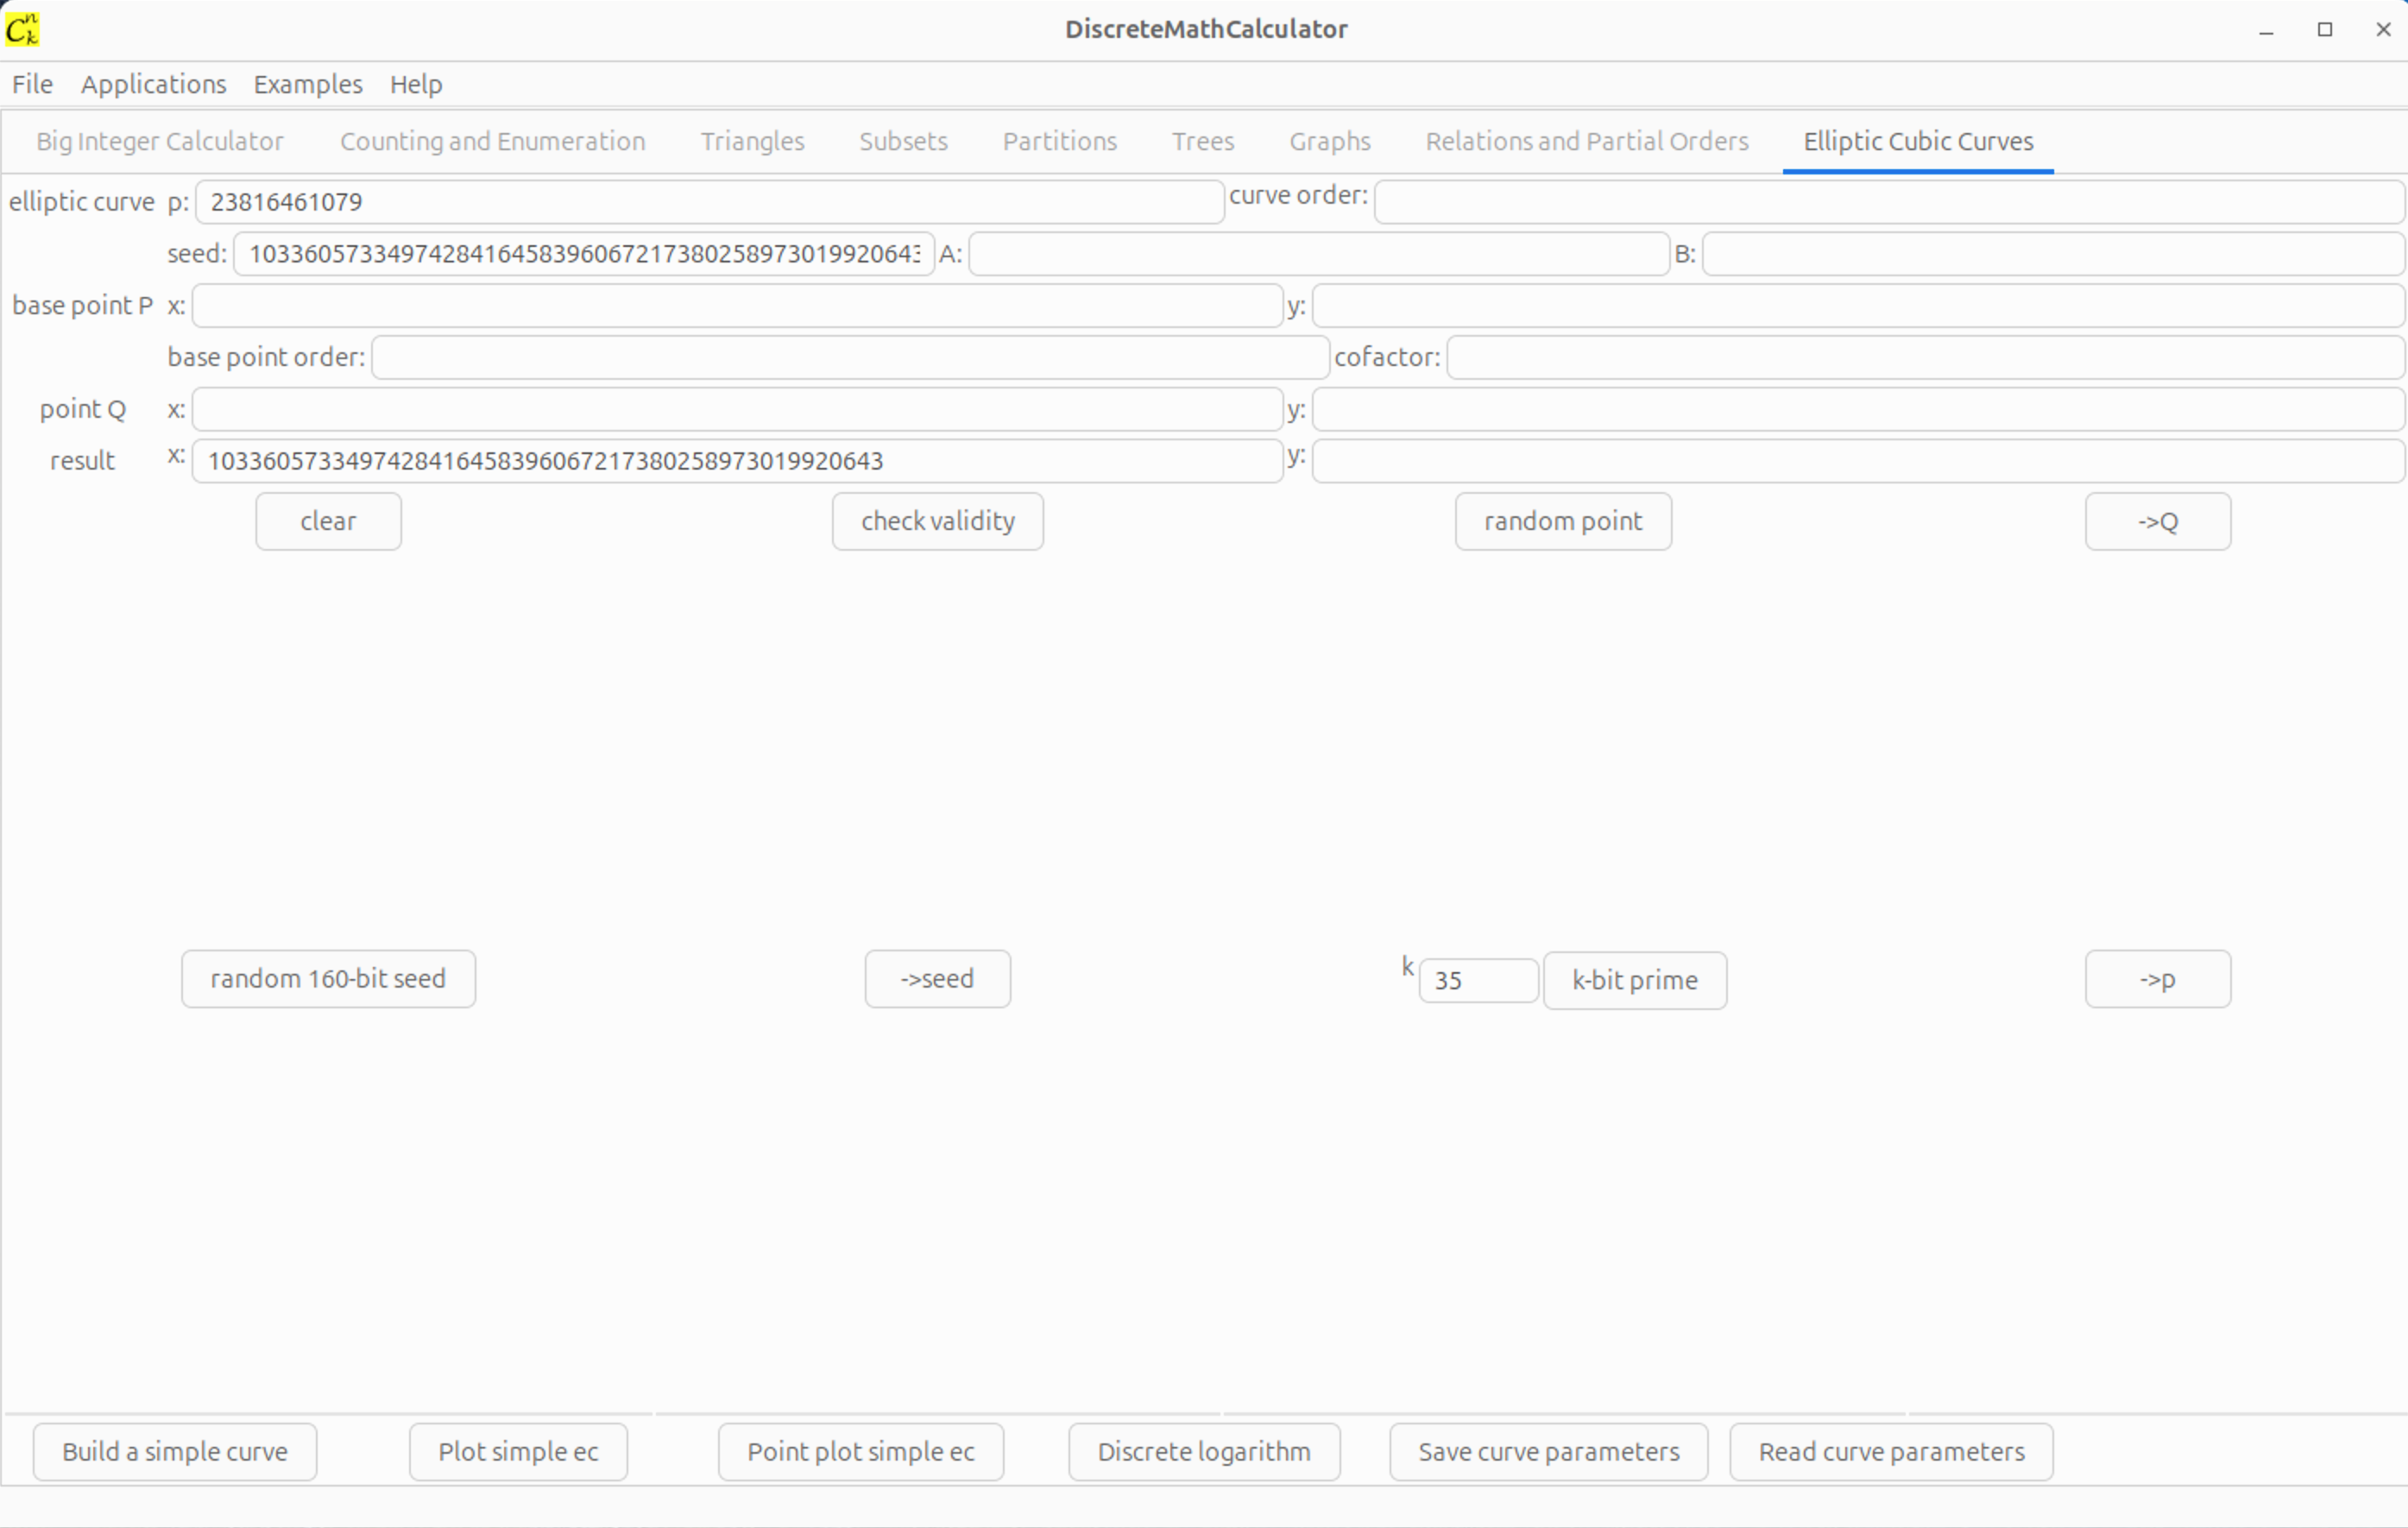 C n k
DiscreteMathCalculator
File Applications Examples Help
Big Integer Calculator Counting and Enumeration Triangles Subsets Partitions Trees Graphs Relations and Partial Orders Elliptic Cubic Curves
elliptic curve p: 23816461079 curve order:
seed: 1033605733497428416458396067217380258973019920643 A: B:
base point P x: y:
base point order: cofactor:
point Q x: y:
result x: 1033605733497428416458396067217380258973019920643 y:
clear check validity random point ->Q
random 160-bit seed ->seed k 35 k-bit prime ->p
Build a simple curve Plot simple ec Point plot simple ec Discrete logarithm Save curve parameters Read curve parameters